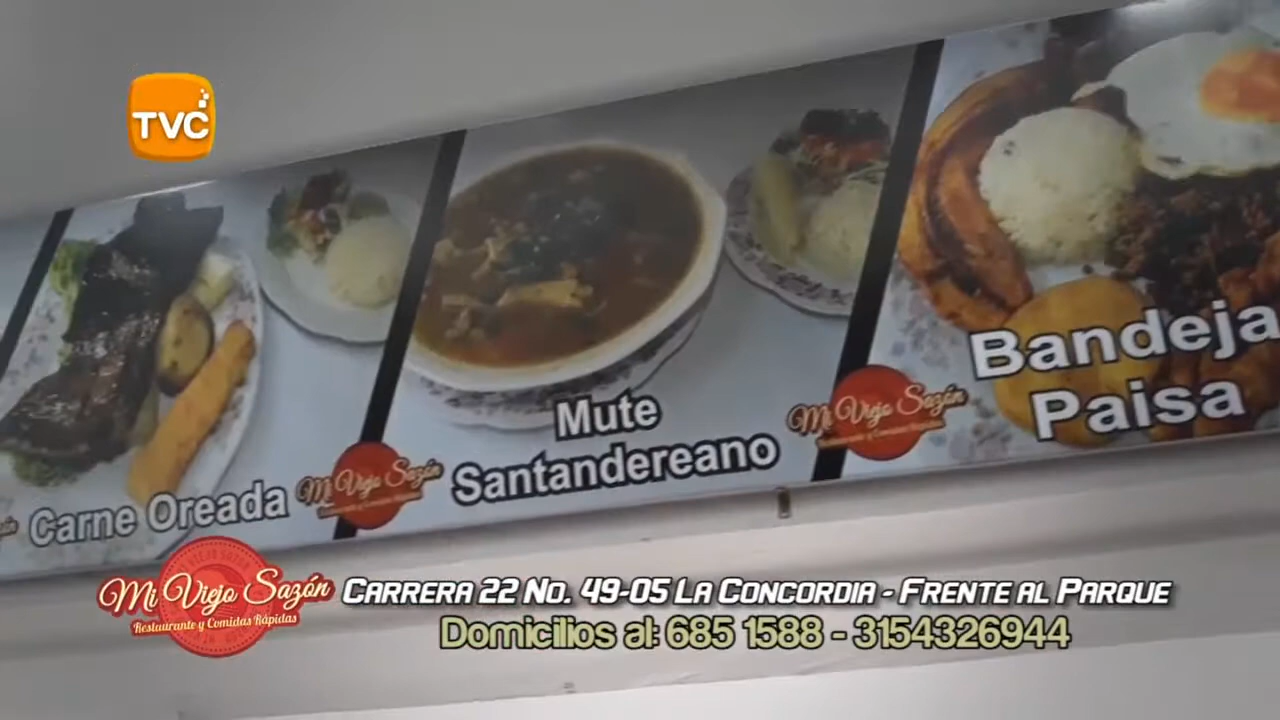 TVC
Carne Oreada
Mi Viejo Sazón
Mute
Santandereano
Mi Viejo Sazón
Bandeja
Paisa
Mi Viejo Sazón
Restaurante y Comidas Rápidas
CARRERA 22 NO. 49-05 LA CONCORDIA - FRENTE AL PARQUE
Domicilios al: 685 1588 - 3154326944